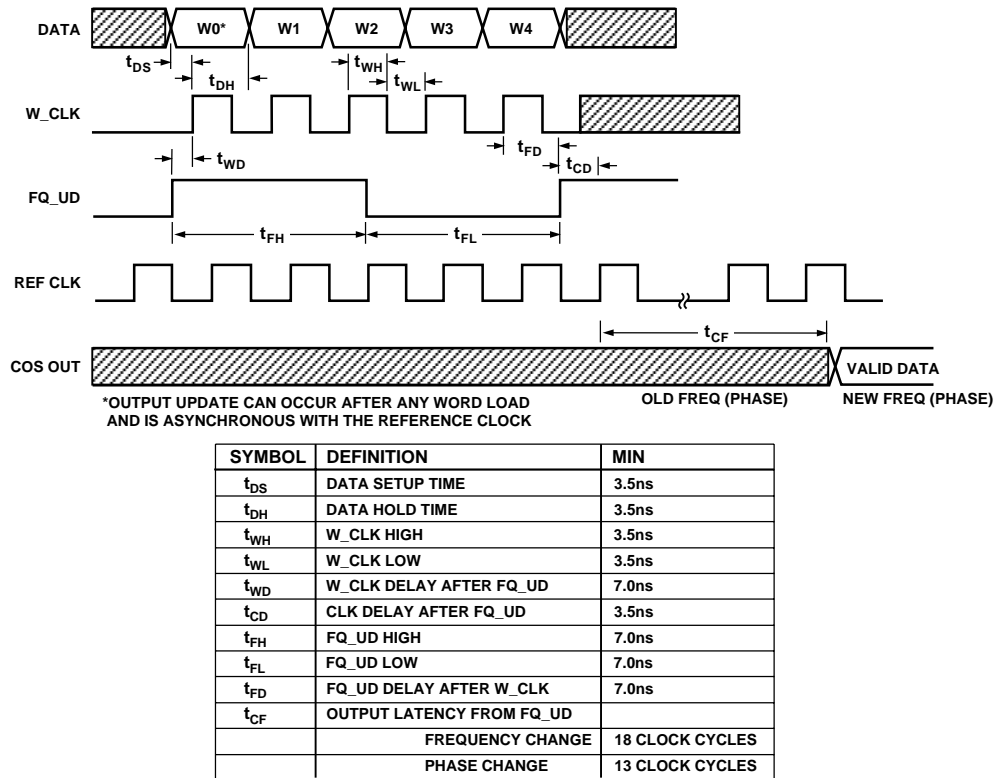 DATA W0* W1 W2 W3 W4
tDS tDH tWH tWL
W_CLK
tWD tFD tCD
FQ_UD
tFH tFL
REF CLK
tCF
COS OUT VALID DATA
*OUTPUT UPDATE CAN OCCUR AFTER ANY WORD LOAD OLD FREQ (PHASE) NEW FREQ (PHASE)
AND IS ASYNCHRONOUS WITH THE REFERENCE CLOCK
SYMBOL DEFINITION MIN
tDS DATA SETUP TIME 3.5ns
tDH DATA HOLD TIME 3.5ns
tWH W_CLK HIGH 3.5ns
tWL W_CLK LOW 3.5ns
tWD W_CLK DELAY AFTER FQ_UD 7.0ns
tCD CLK DELAY AFTER FQ_UD 3.5ns
tFH FQ_UD HIGH 7.0ns
tFL FQ_UD LOW 7.0ns
tFD FQ_UD DELAY AFTER W_CLK 7.0ns
tCF OUTPUT LATENCY FROM FQ_UD
FREQUENCY CHANGE 18 CLOCK CYCLES
PHASE CHANGE 13 CLOCK CYCLES